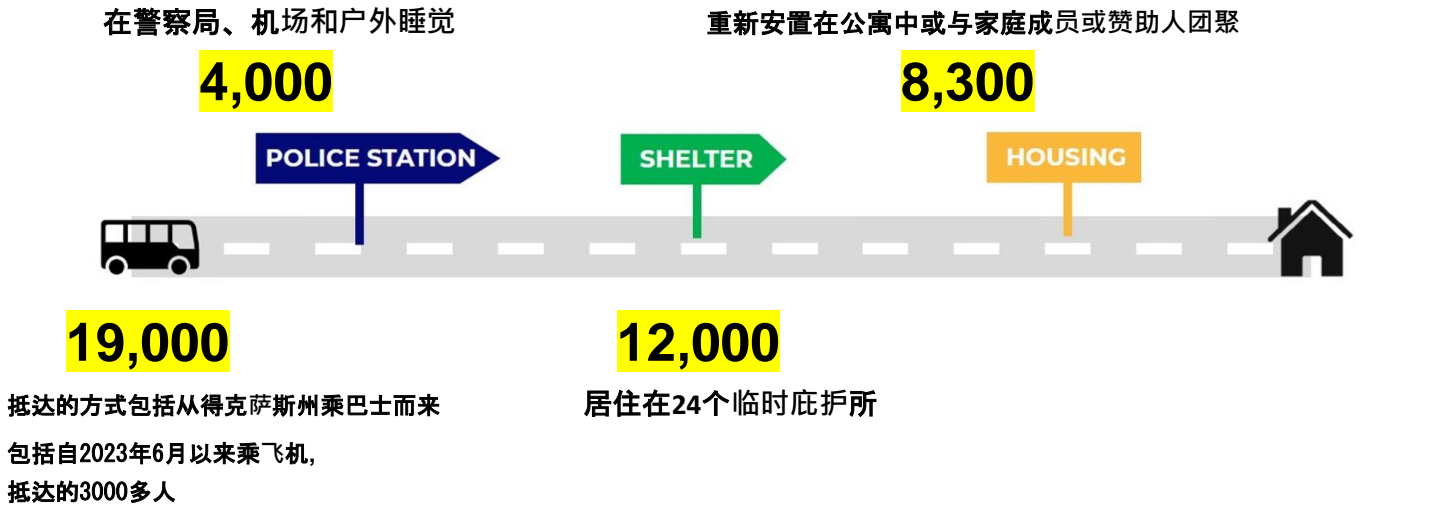 在警察局、机场和户外睡觉
重新安置在公寓中或与家庭成员或赞助人团聚
4,000
8,300
POLICE STATION
SHELTER
HOUSING
19,000
12,000
抵达的方式包括从得克萨斯州乘巴士而来
居住在24个临时庇护所
包括自2023年6月以来乘飞机,
抵达的3000多人